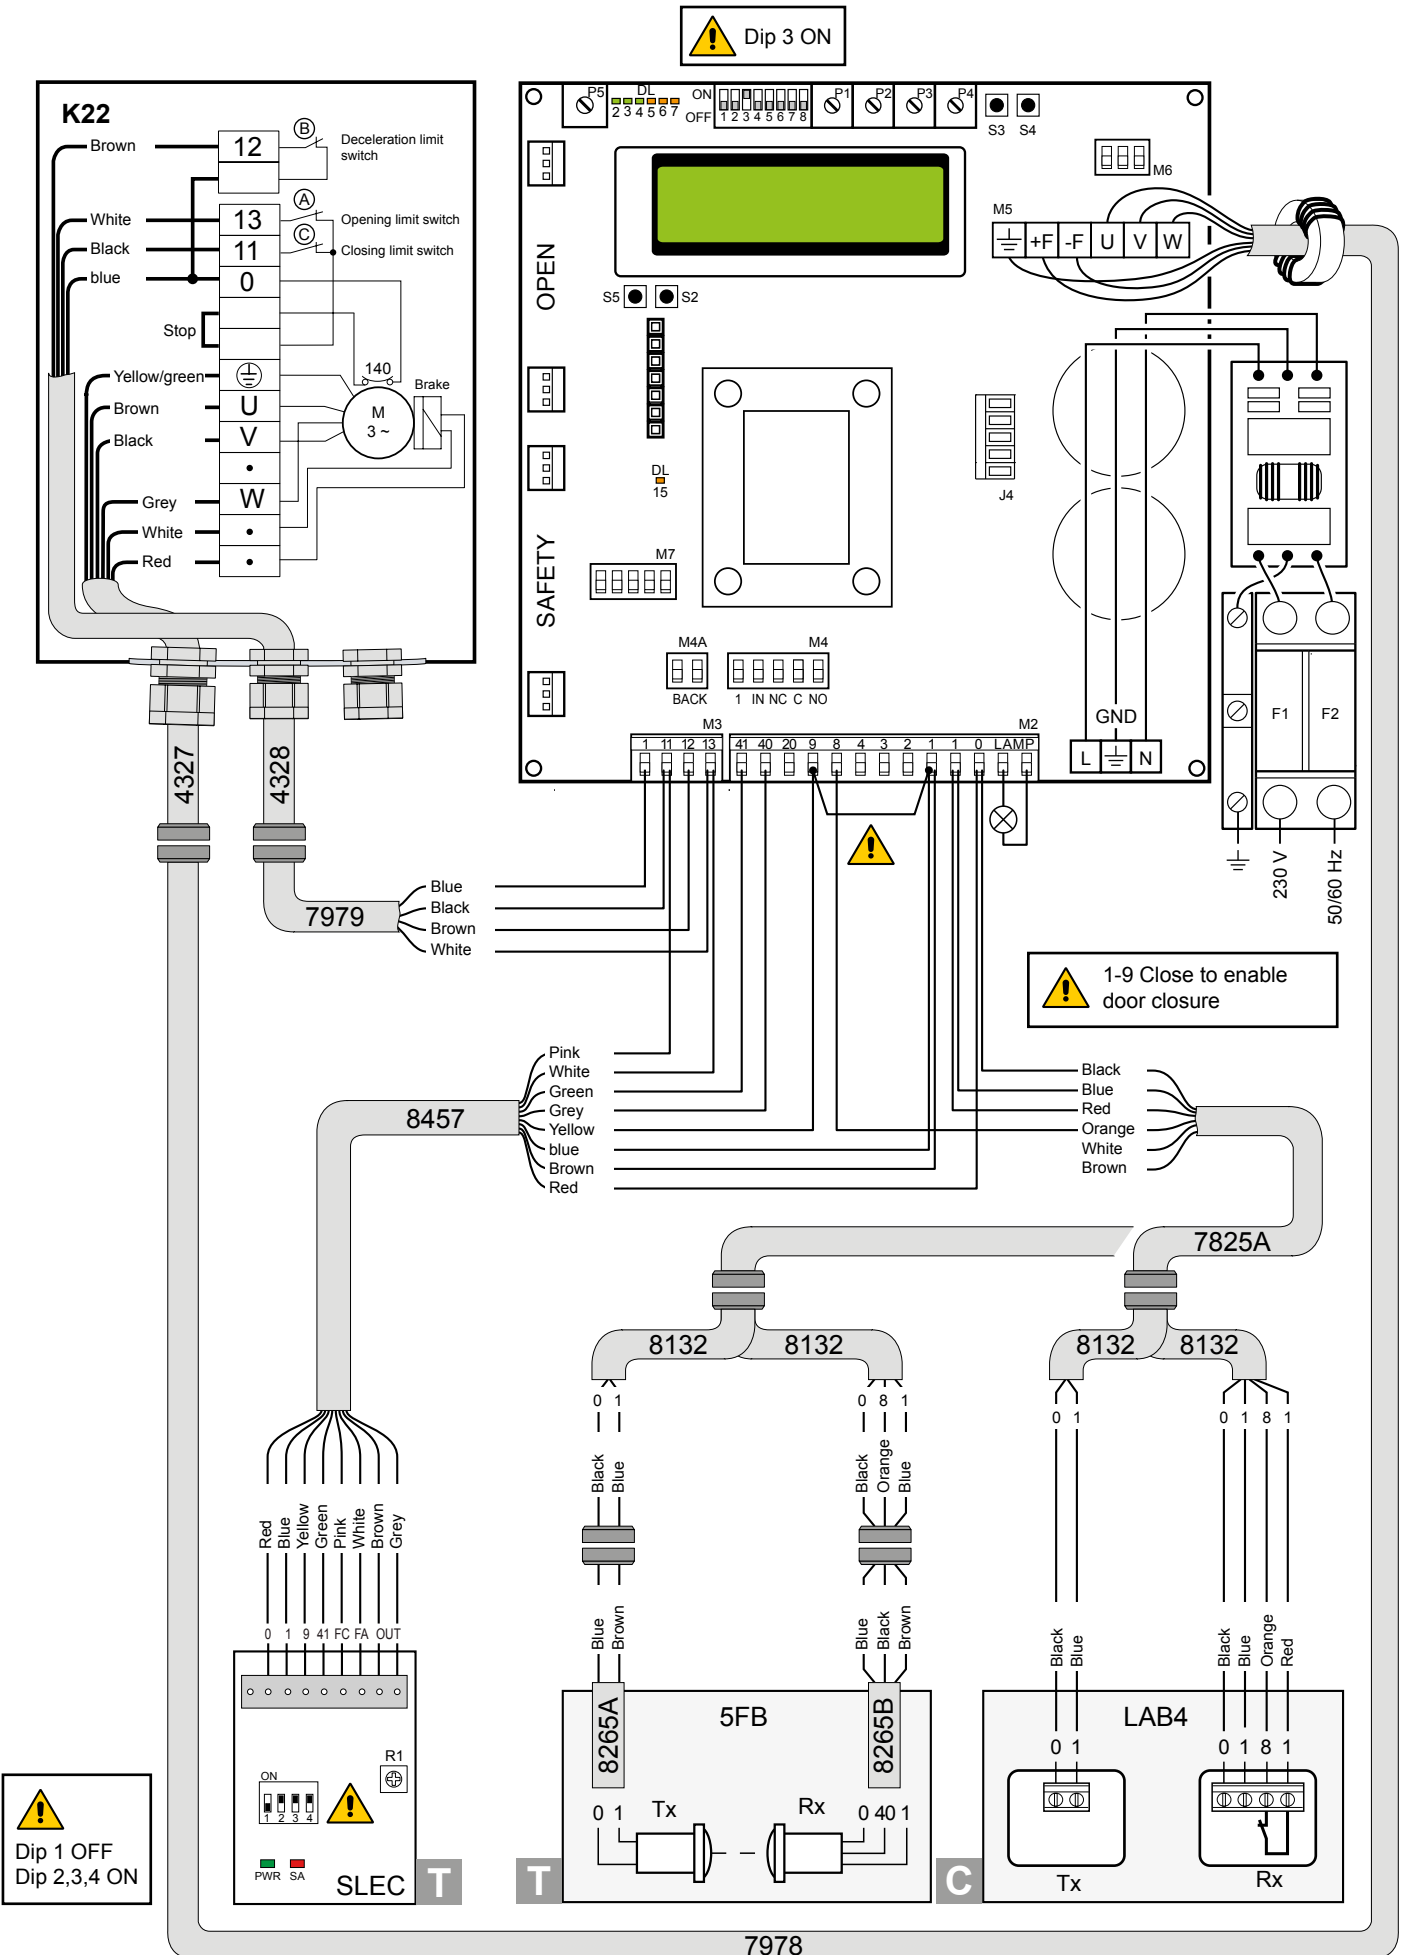 Dip 3 ON
K22
Brown
12
B
Deceleration limit
switch
White
13
A
Opening limit switch
Black
11
C
Closing limit switch
blue
0
Stop
Yellow/green
140
Brake
Brown
U
M
3 ~
Black
V
Grey
W
White
Red
4327
4328
P5
DL
2 3 4 5 6 7
ON
OFF
1 2 3 4 5 6 7 8
P1
P2
P3
P4
S3
S4
M6
M5
+F
-F
U
V
W
OPEN
S5
S2
DL
15
J4
SAFETY
M7
M4A
BACK
M4
1 IN NC C NO
GND
L
N
F1
F2
230 V
50/60 Hz
M3
1 11 12 13
M2
41 40 20 9 8 4 3 2 1 1 0 LAMP
7979
Blue
Black
Brown
White
1-9 Close to enable
door closure
8457
Pink
White
Green
Grey
Yellow
blue
Brown
Red
Black
Blue
Red
Orange
White
Brown
7825A
8132
8132
8132
8132
0 1
0 8 1
0 1
0 1 8 1
Black
Blue
Black
Orange
Blue
Red
Blue
Yellow
Green
Pink
White
Brown
Grey
0 1 9 41 FC FA OUT
Blue
Brown
Blue
Black
Brown
Black
Blue
Black
Blue
Orange
Red
R1
ON
1 2 3 4
PWR
SA
SLEC
T
Dip 1 OFF
Dip 2,3,4 ON
8265A
5FB
8265B
0 1
Tx
Rx
0 40 1
T
LAB4
0 1
0 1 8 1
Tx
Rx
C
7978